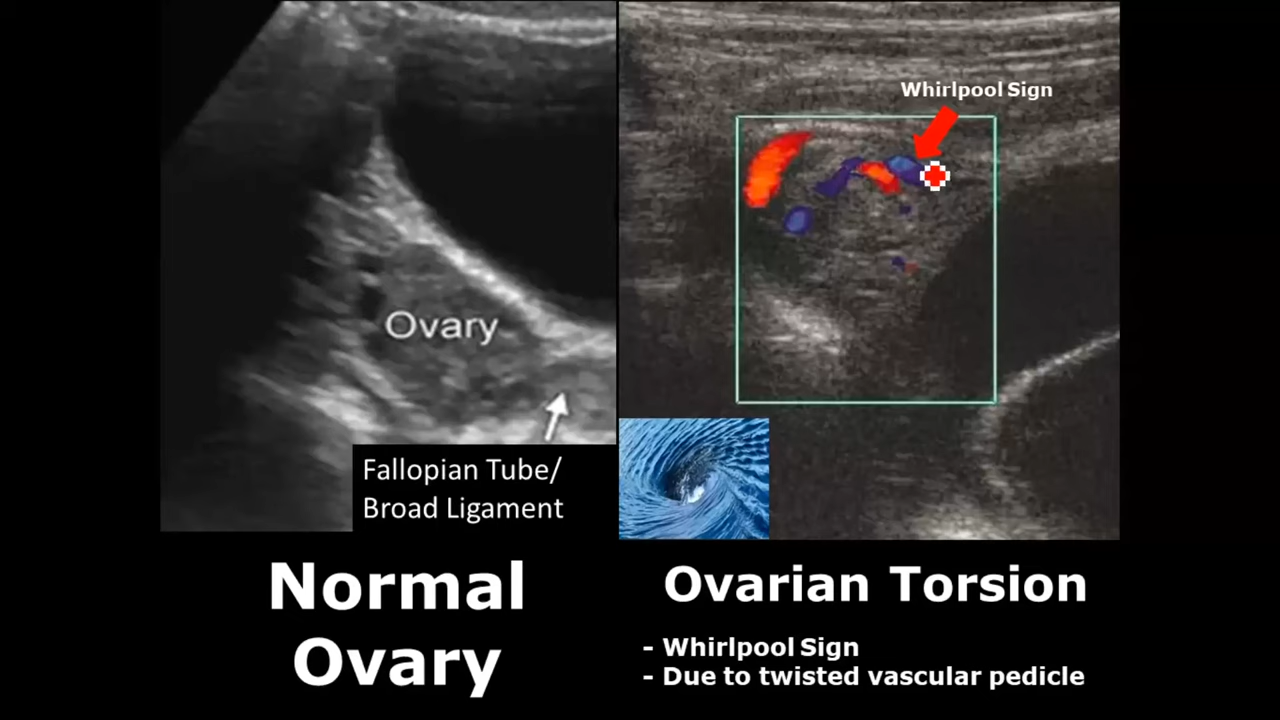 Ovary
Fallopian Tube/
Broad Ligament
Normal
Ovary
Whirlpool Sign
Ovarian Torsion
- Whirlpool Sign
- Due to twisted vascular pedicle